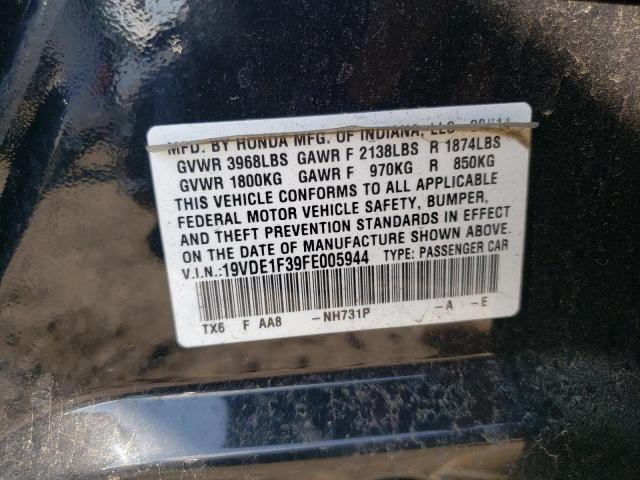 MFD. BY HONDA MFG. OF INDIANA, LLC
GVWR 3968LBS GAWR F 2138LBS R 1874LBS
GVWR 1800KG GAWR F 970KG R 850KG
THIS VEHICLE CONFORMS TO ALL APPLICABLE
FEDERAL MOTOR VEHICLE SAFETY, BUMPER,
AND THEFT PREVENTION STANDARDS IN EFFECT
ON THE DATE OF MANUFACTURE SHOWN ABOVE.
V.I.N.:19VDE1F39FE005944 TYPE: PASSENGER CAR
TX6 F AA8 -NH731P -A -E